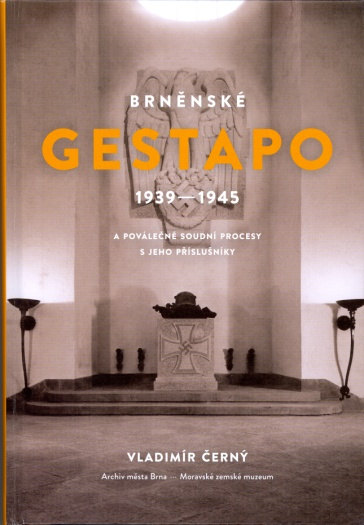 BRNĚNSKÉ
GESTAPO
1939—1945
A POVÁLEČNÉ SOUDNÍ PROCESY
S JEHO PŘÍSLUŠNÍKY
VLADIMÍR ČERNÝ
Archiv města Brna ··· Moravské zemské muzeum